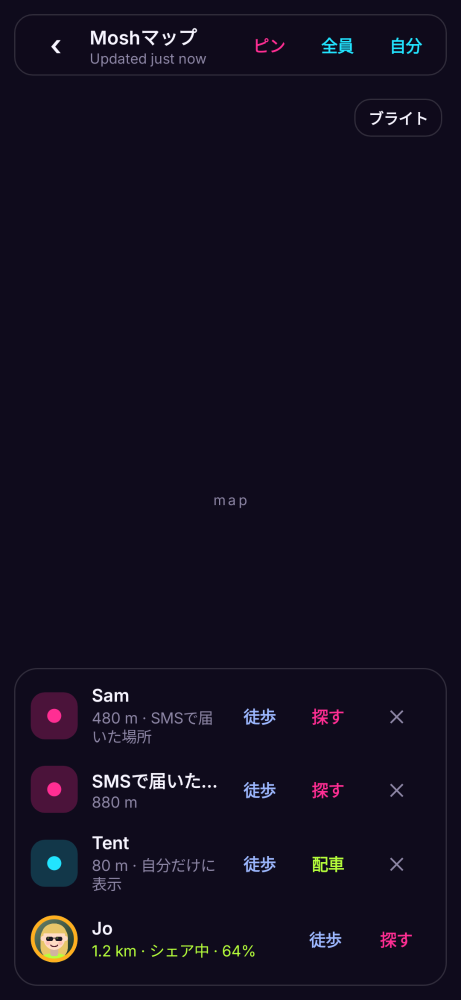 Moshマップ
Updated just now
ピン
全員
自分
ブライト
map
Sam
480 m · SMSで届
いた場所
徒歩
探す
×
SMSで届いた…
880 m
徒歩
探す
×
Tent
80 m · 自分だけに
表示
徒歩
配車
×
Jo
1.2 km · シェア中 · 64%
徒歩
探す